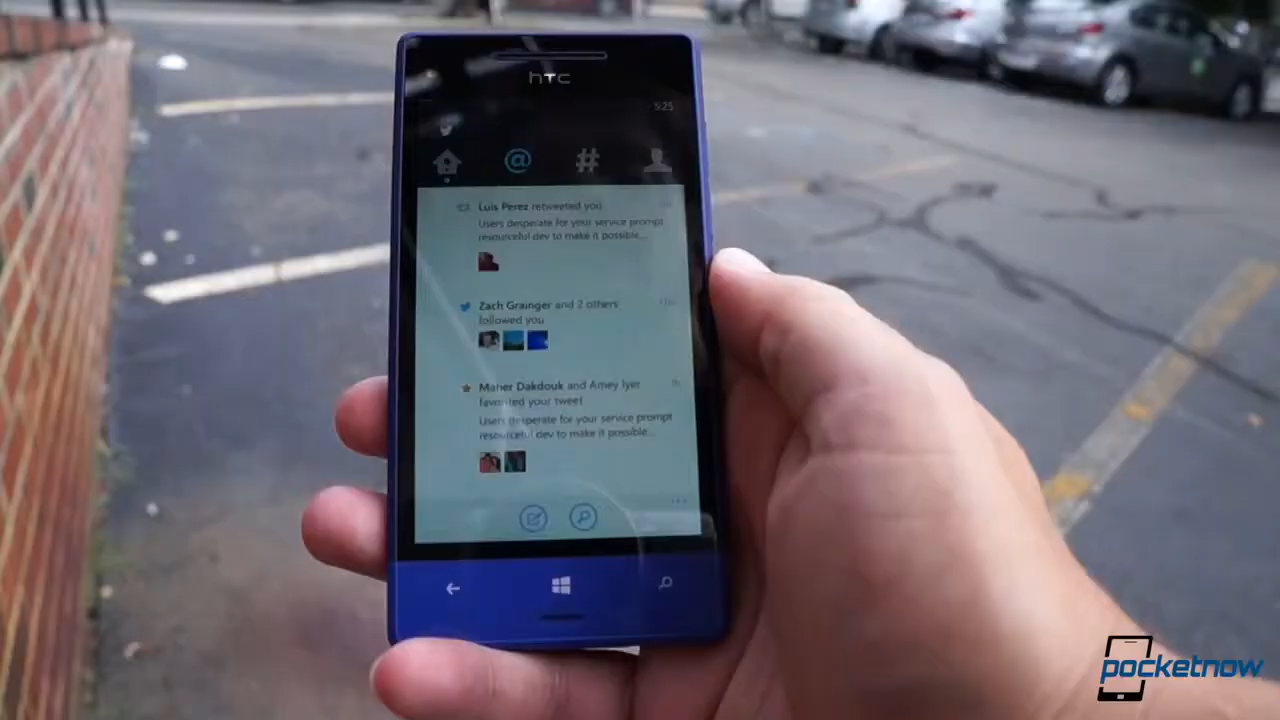 hTC
5:25
@
#
Luis Perez retweeted you
Users desperate for your service prompt
resourceful dev to make it possible...
Zach Grainger and 2 others
followed you
Maher Dakdouk and Amey Iyer
favorited your tweet
Users desperate for your service prompt
resourceful dev to make it possible...
pocketnow